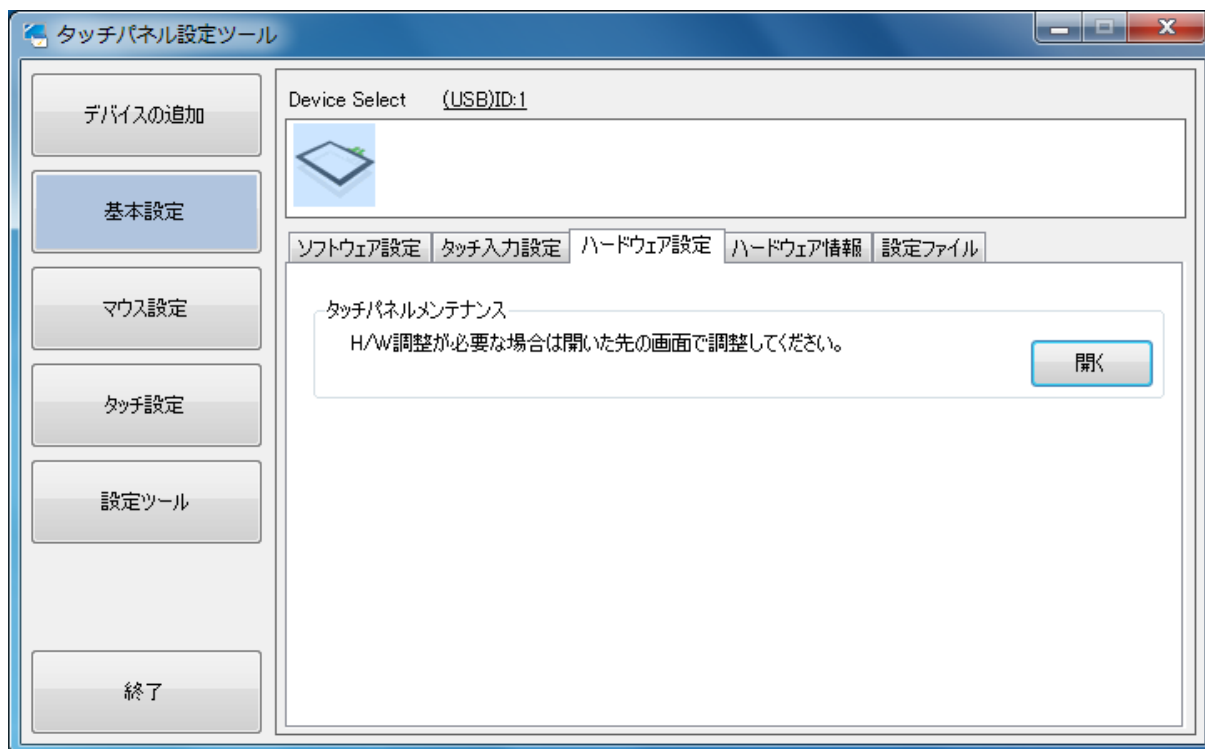 タッチパネル設定ツール
デバイスの追加
基本設定
マウス設定
タッチ設定
設定ツール
終了
Device Select (USB)ID:1
ソフトウェア設定 タッチ入力設定 ハードウェア設定 ハードウェア情報 設定ファイル
タッチパネルメンテナンス
H/W調整が必要な場合は開いた先の画面で調整してください。
開く